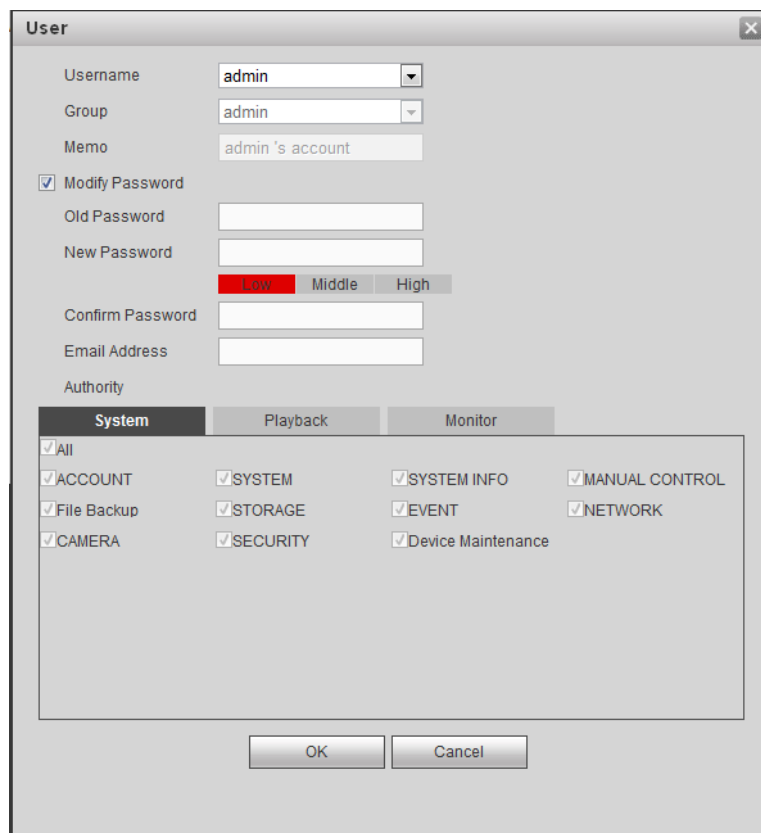 User
Username admin
Group admin
Memo admin 's account
Modify Password
Old Password
New Password
Low Middle High
Confirm Password
Email Address
Authority
System Playback Monitor
All
ACCOUNT SYSTEM SYSTEM INFO MANUAL CONTROL
File Backup STORAGE EVENT NETWORK
CAMERA SECURITY Device Maintenance
OK Cancel